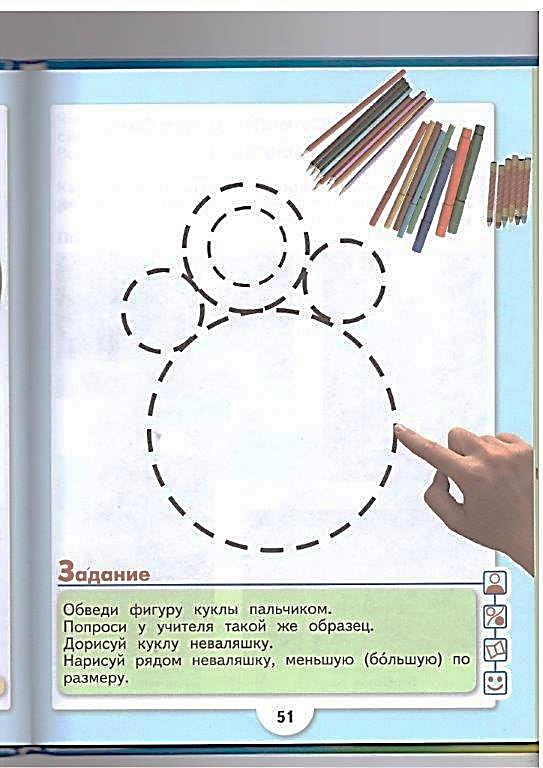 Задание
Обведи фигуру куклы пальчиком.
Попроси у учителя такой же образец.
Дорисуй куклу неваляшку.
Нарисуй рядом неваляшку, меньшую (бо́льшую) по
размеру.
51